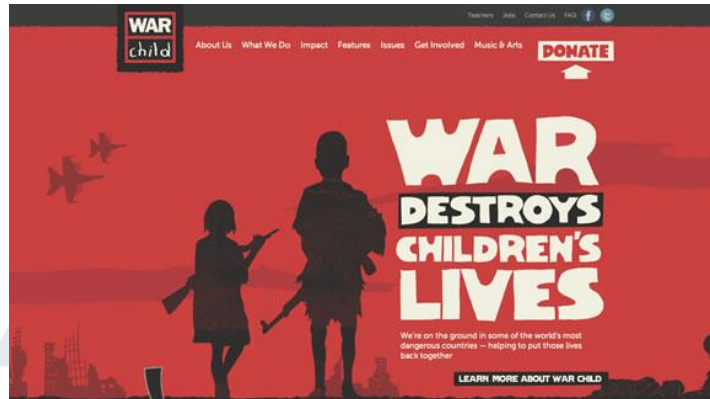 Teachers Jobs Contact Us FAQ
WAR
child
About Us What We Do Impact Features Issues Get Involved Music & Arts DONATE
WAR
DESTROYS
CHILDREN'S
LIVES
We're on the ground in some of the world's most
dangerous countries — helping to put those lives
back together
LEARN MORE ABOUT WAR CHILD